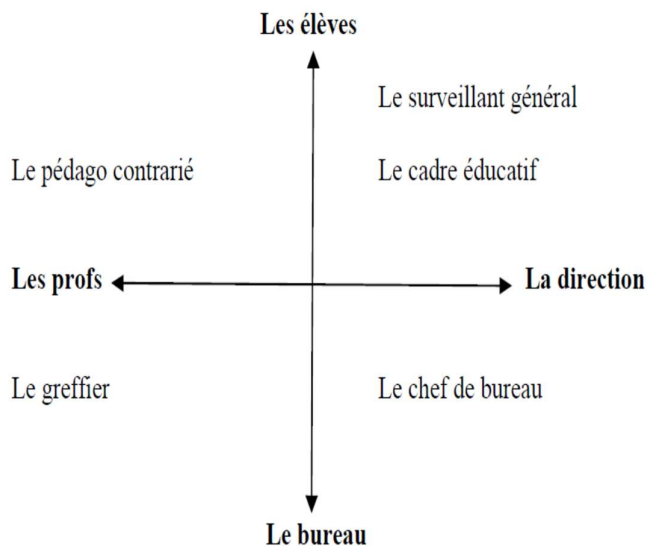 Les élèves
Le surveillant général
Le pédago contrarié
Le cadre éducatif
Les profs
La direction
Le greffier
Le chef de bureau
Le bureau